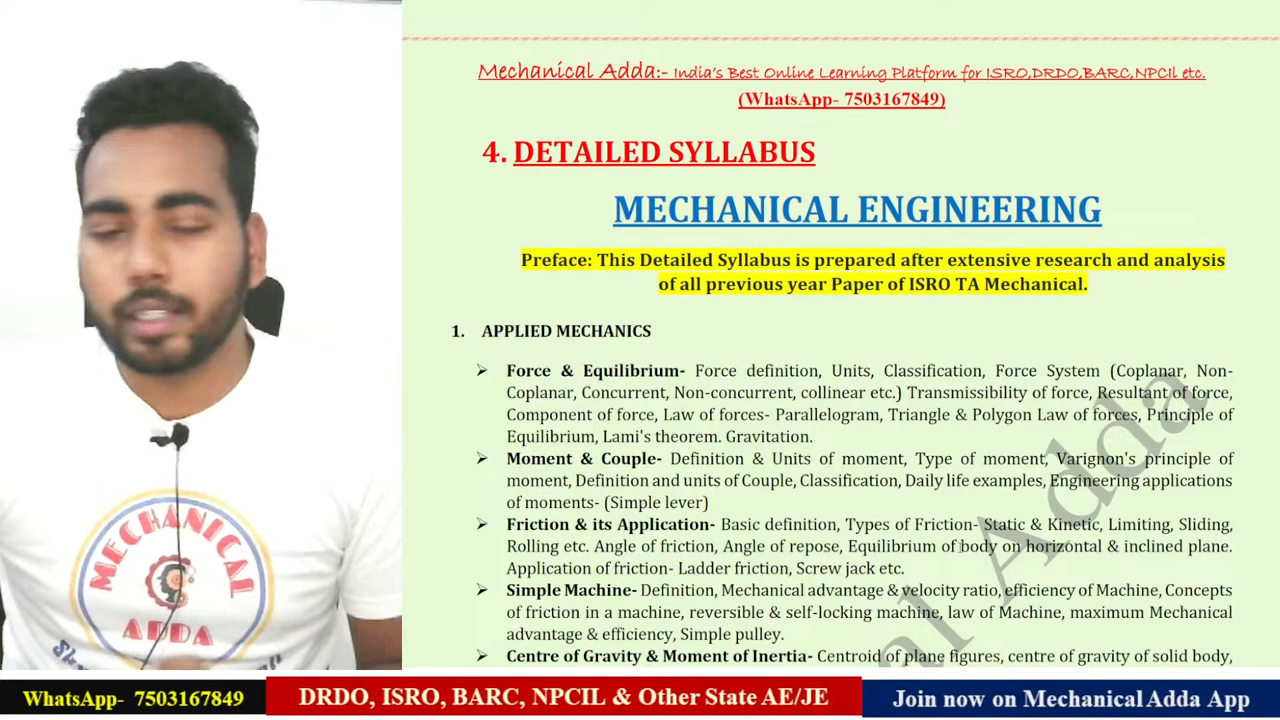 Mechanical Adda:- India's Best Online Learning Platform for ISRO,DRDO,BARC,NPCIl etc.
(WhatsApp- 7503167849)
4. DETAILED SYLLABUS
MECHANICAL ENGINEERING
Preface: This Detailed Syllabus is prepared after extensive research and analysis
of all previous year Paper of ISRO TA Mechanical.
1. APPLIED MECHANICS
➢ Force & Equilibrium- Force definition, Units, Classification, Force System (Coplanar, Non-
Coplanar, Concurrent, Non-concurrent, collinear etc.) Transmissibility of force, Resultant of force,
Component of force, Law of forces- Parallelogram, Triangle & Polygon Law of forces, Principle of
Equilibrium, Lami's theorem. Gravitation.
➢ Moment & Couple- Definition & Units of moment, Type of moment, Varignon's principle of
moment, Definition and units of Couple, Classification, Daily life examples, Engineering applications
of moments- (Simple lever)
➢ Friction & its Application- Basic definition, Types of Friction- Static & Kinetic, Limiting, Sliding,
Rolling etc. Angle of friction, Angle of repose, Equilibrium of body on horizontal & inclined plane.
Application of friction- Ladder friction, Screw jack etc.
➢ Simple Machine- Definition, Mechanical advantage & velocity ratio, efficiency of Machine, Concepts
of friction in a machine, reversible & self-locking machine, law of Machine, maximum Mechanical
advantage & efficiency, Simple pulley.
➢ Centre of Gravity & Moment of Inertia- Centroid of plane figures, centre of gravity of solid body,
MECHANICAL
ADDA
WhatsApp- 7503167849
DRDO, ISRO, BARC, NPCIL & Other State AE/JE
Join now on Mechanical Adda App